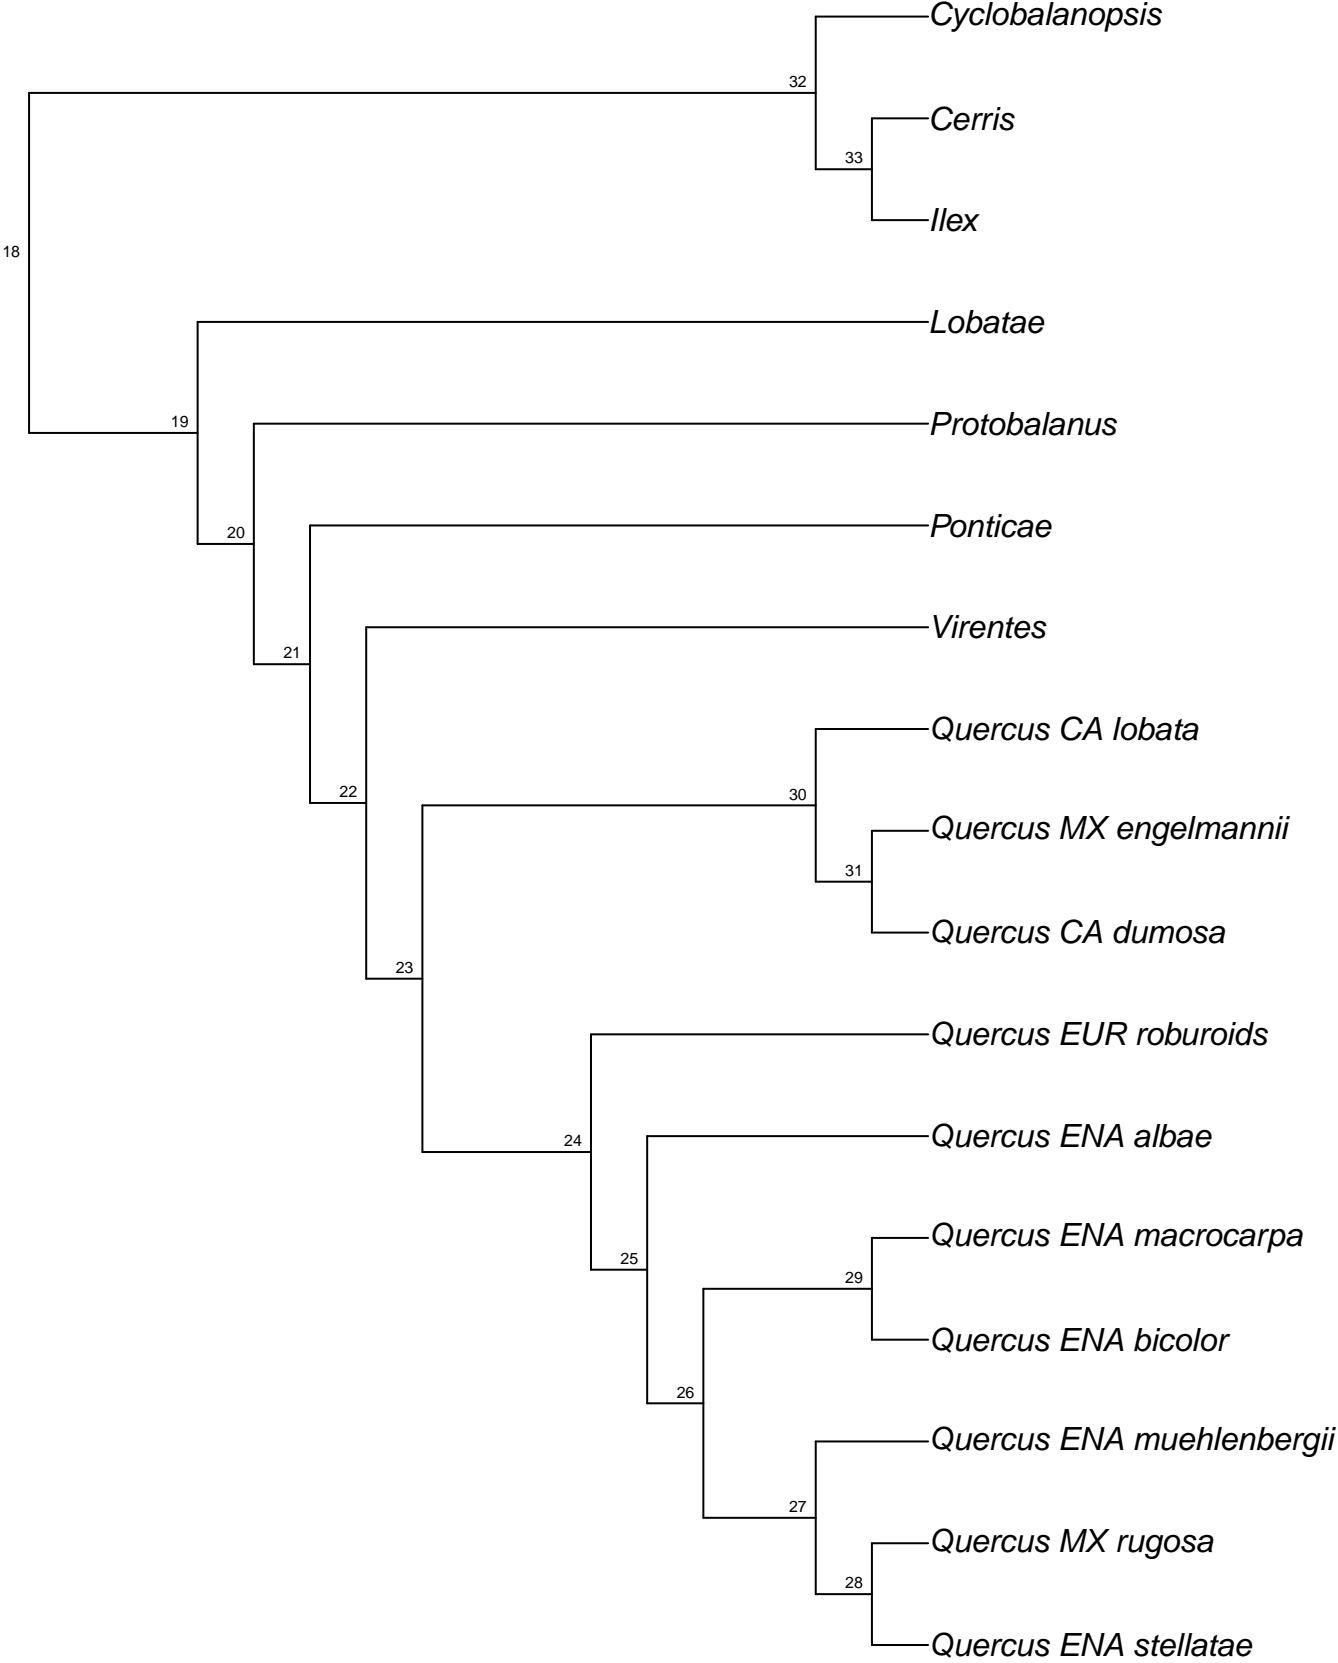 Cyclobalanopsis
32
Cerris
33
Ilex
18
Lobatae
19
Protobalanus
20
Ponticae
21
Virentes
22
Quercus CA lobata
30
Quercus MX engelmannii
31
Quercus CA dumosa
23
Quercus EUR roburoids
24
Quercus ENA albae
25
Quercus ENA macrocarpa
29
Quercus ENA bicolor
26
Quercus ENA muehlenbergii
27
Quercus MX rugosa
28
Quercus ENA stellatae